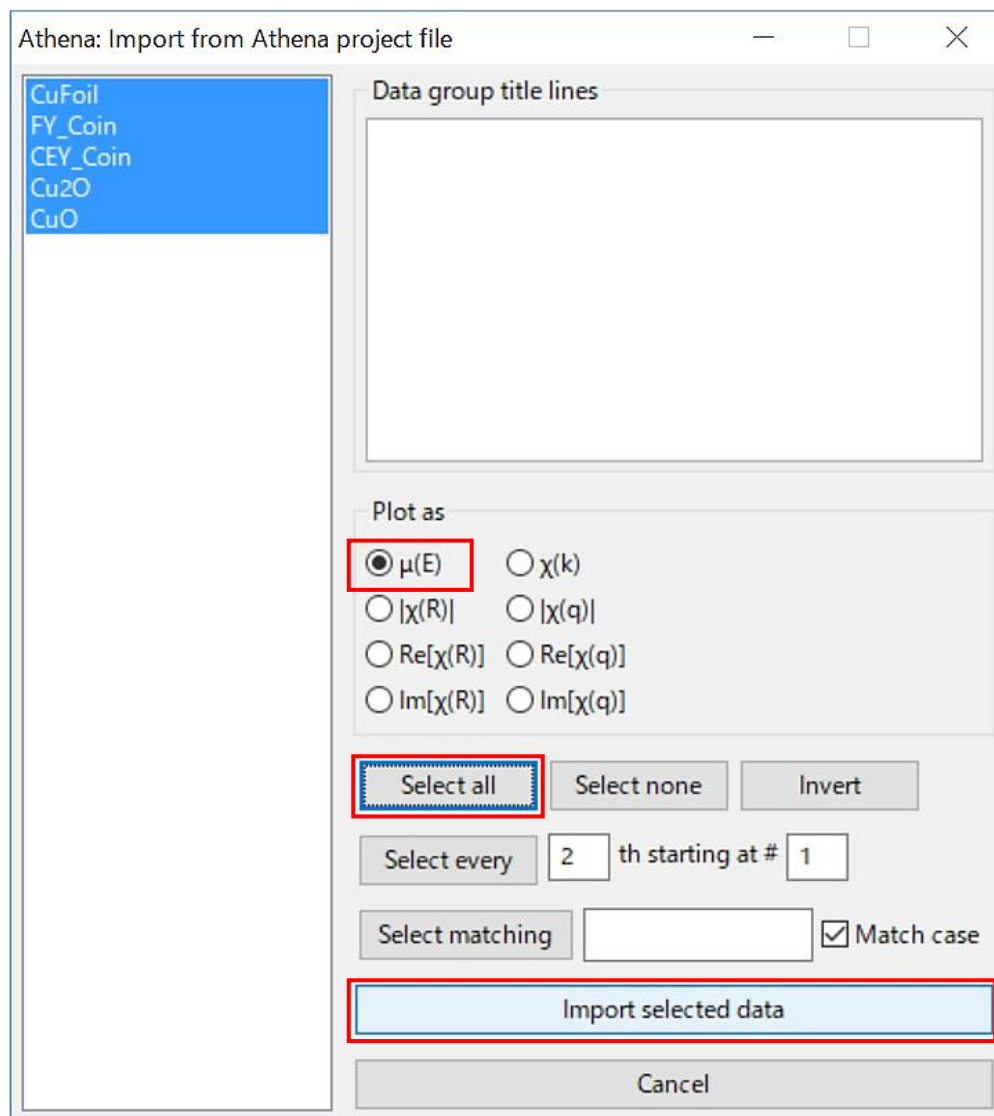 Athena: Import from Athena project file
CuFoil
FY_Coin
CEY_Coin
Cu2O
CuO
Data group title lines
Plot as
μ(E) χ(k)
|χ(R)| |χ(q)|
Re[χ(R)] Re[χ(q)]
Im[χ(R)] Im[χ(q)]
Select all Select none Invert
Select every 2 th starting at # 1
Select matching Match case
Import selected data
Cancel